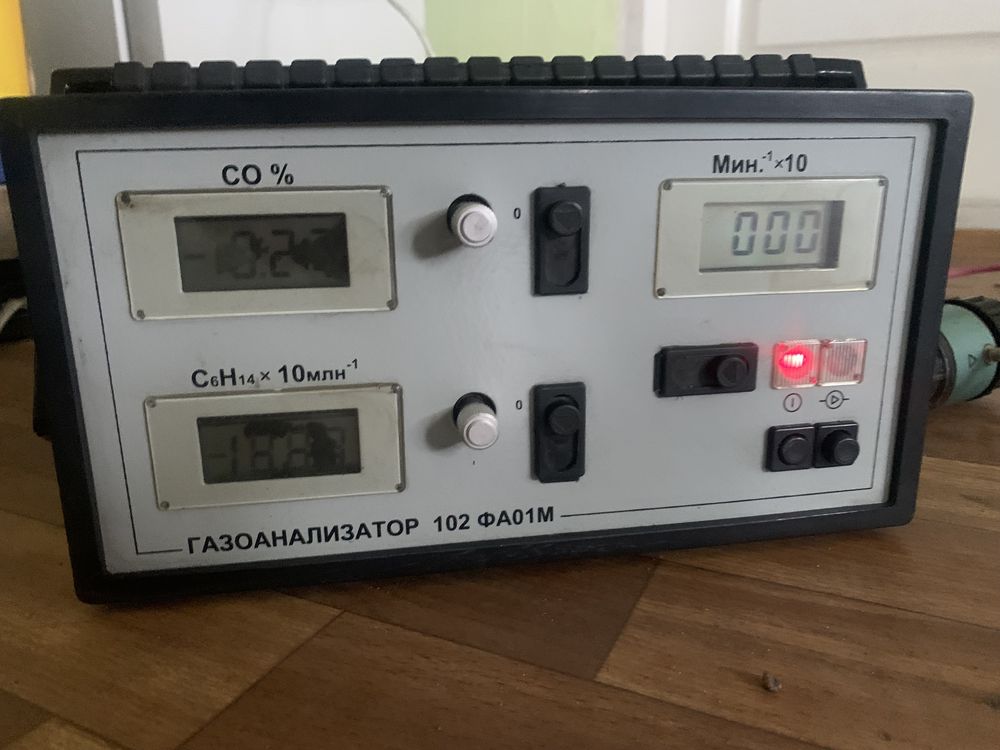 CO %
Мин.⁻¹×10
000
0
C₆H₁₄ × 10млн⁻¹
0
ГАЗОАНАЛИЗАТОР 102 ФА01М